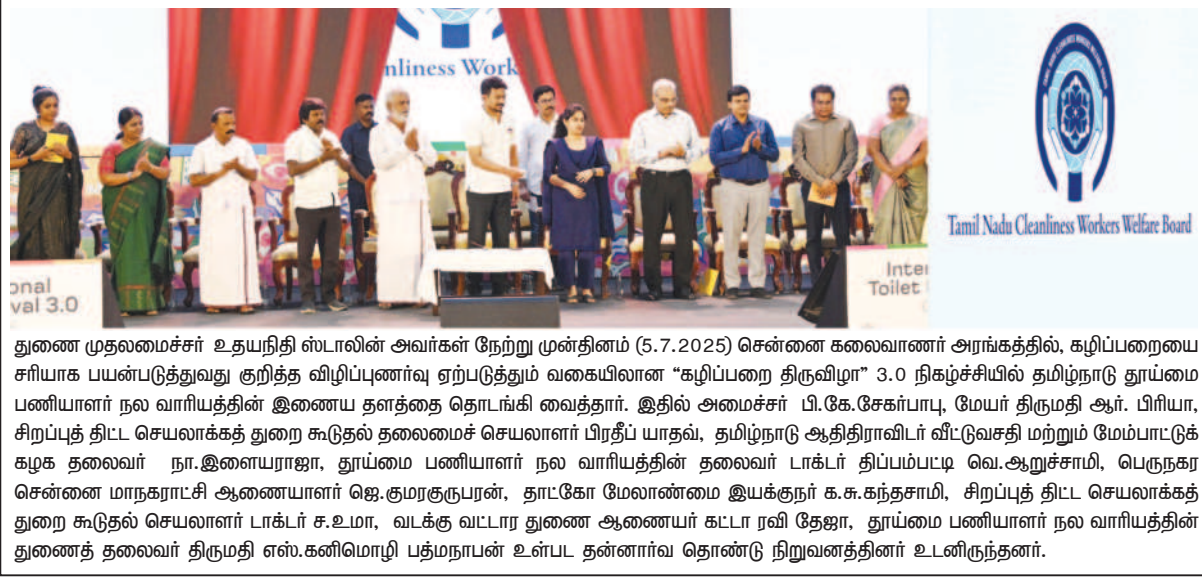 nliness Work
onal
val 3.0
Inter
Toilet
Tamil Nadu Cleanliness Workers Welfare Board
துணை முதலமைச்சர் உதயநிதி ஸ்டாலின் அவர்கள் நேற்று முன்தினம் (5.7.2025) சென்னை கலைவாணர் அரங்கத்தில், கழிப்பறையை
சரியாக பயன்படுத்துவது குறித்த விழிப்புணர்வு ஏற்படுத்தும் வகையிலான “கழிப்பறை திருவிழா” 3.0 நிகழ்ச்சியில் தமிழ்நாடு தூய்மை
பணியாளர் நல வாரியத்தின் இணைய தளத்தை தொடங்கி வைத்தார். இதில் அமைச்சர் பி.கே.சேகர்பாபு, மேயர் திருமதி ஆர். பிரியா,
சிறப்புத் திட்ட செயலாக்கத் துறை கூடுதல் தலைமைச் செயலாளர் பிரதீப் யாதவ், தமிழ்நாடு ஆதிதிராவிடர் வீட்டுவசதி மற்றும் மேம்பாட்டுக்
கழக தலைவர் நா.இளையராஜா, தூய்மை பணியாளர் நல வாரியத்தின் தலைவர் டாக்டர் திப்பம்பட்டி வெ.ஆறுச்சாமி, பெருநகர
சென்னை மாநகராட்சி ஆணையாளர் ஜெ.குமரகுருபரன், தாட்கோ மேலாண்மை இயக்குநர் க.சு.கந்தசாமி, சிறப்புத் திட்ட செயலாக்கத்
துறை கூடுதல் செயலாளர் டாக்டர் ச.உமா, வடக்கு வட்டார துணை ஆணையர் கட்டா ரவி தேஜா, தூய்மை பணியாளர் நல வாரியத்தின்
துணைத் தலைவர் திருமதி எஸ்.கனிமொழி பத்மநாபன் உள்பட தன்னார்வ தொண்டு நிறுவனத்தினர் உடனிருந்தனர்.